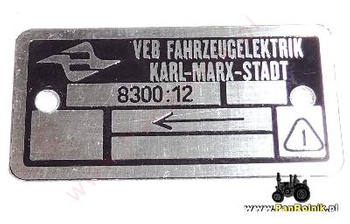 VEB FAHRZEUGELEKTRIK
KARL-MARX-STADT
8300:12
www.PanRolnik.pl